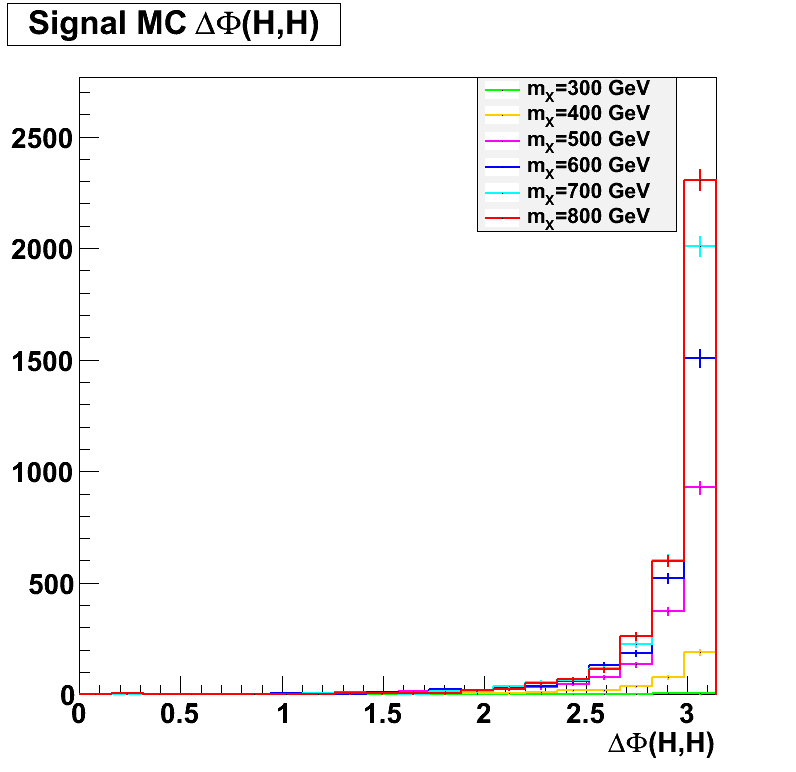 Signal MC ΔΦ(H,H)
m_X=300 GeV
m_X=400 GeV
m_X=500 GeV
m_X=600 GeV
m_X=700 GeV
m_X=800 GeV
2500
2000
1500
1000
500
0
0 0.5 1 1.5 2 2.5 3
ΔΦ(H,H)